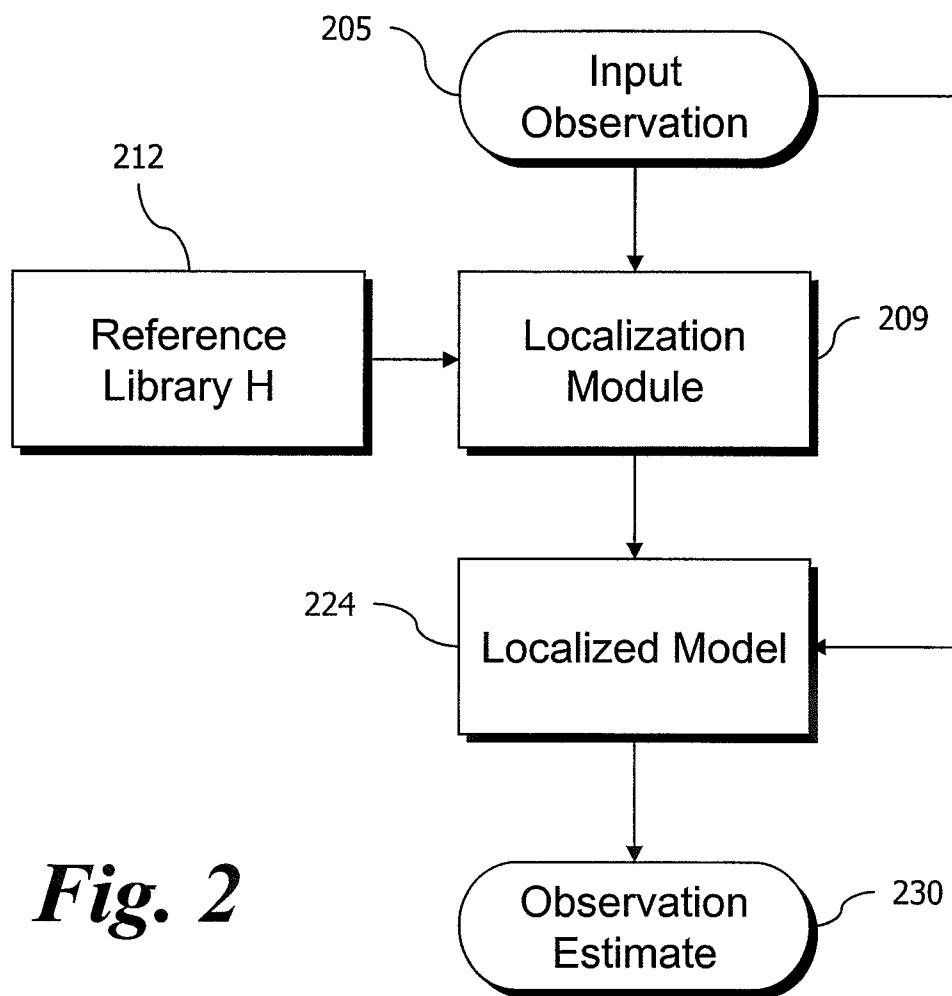 205
Input
Observation
212
Reference
Library H
Localization
Module
209
224
Localized Model
Fig. 2
Observation
Estimate
230